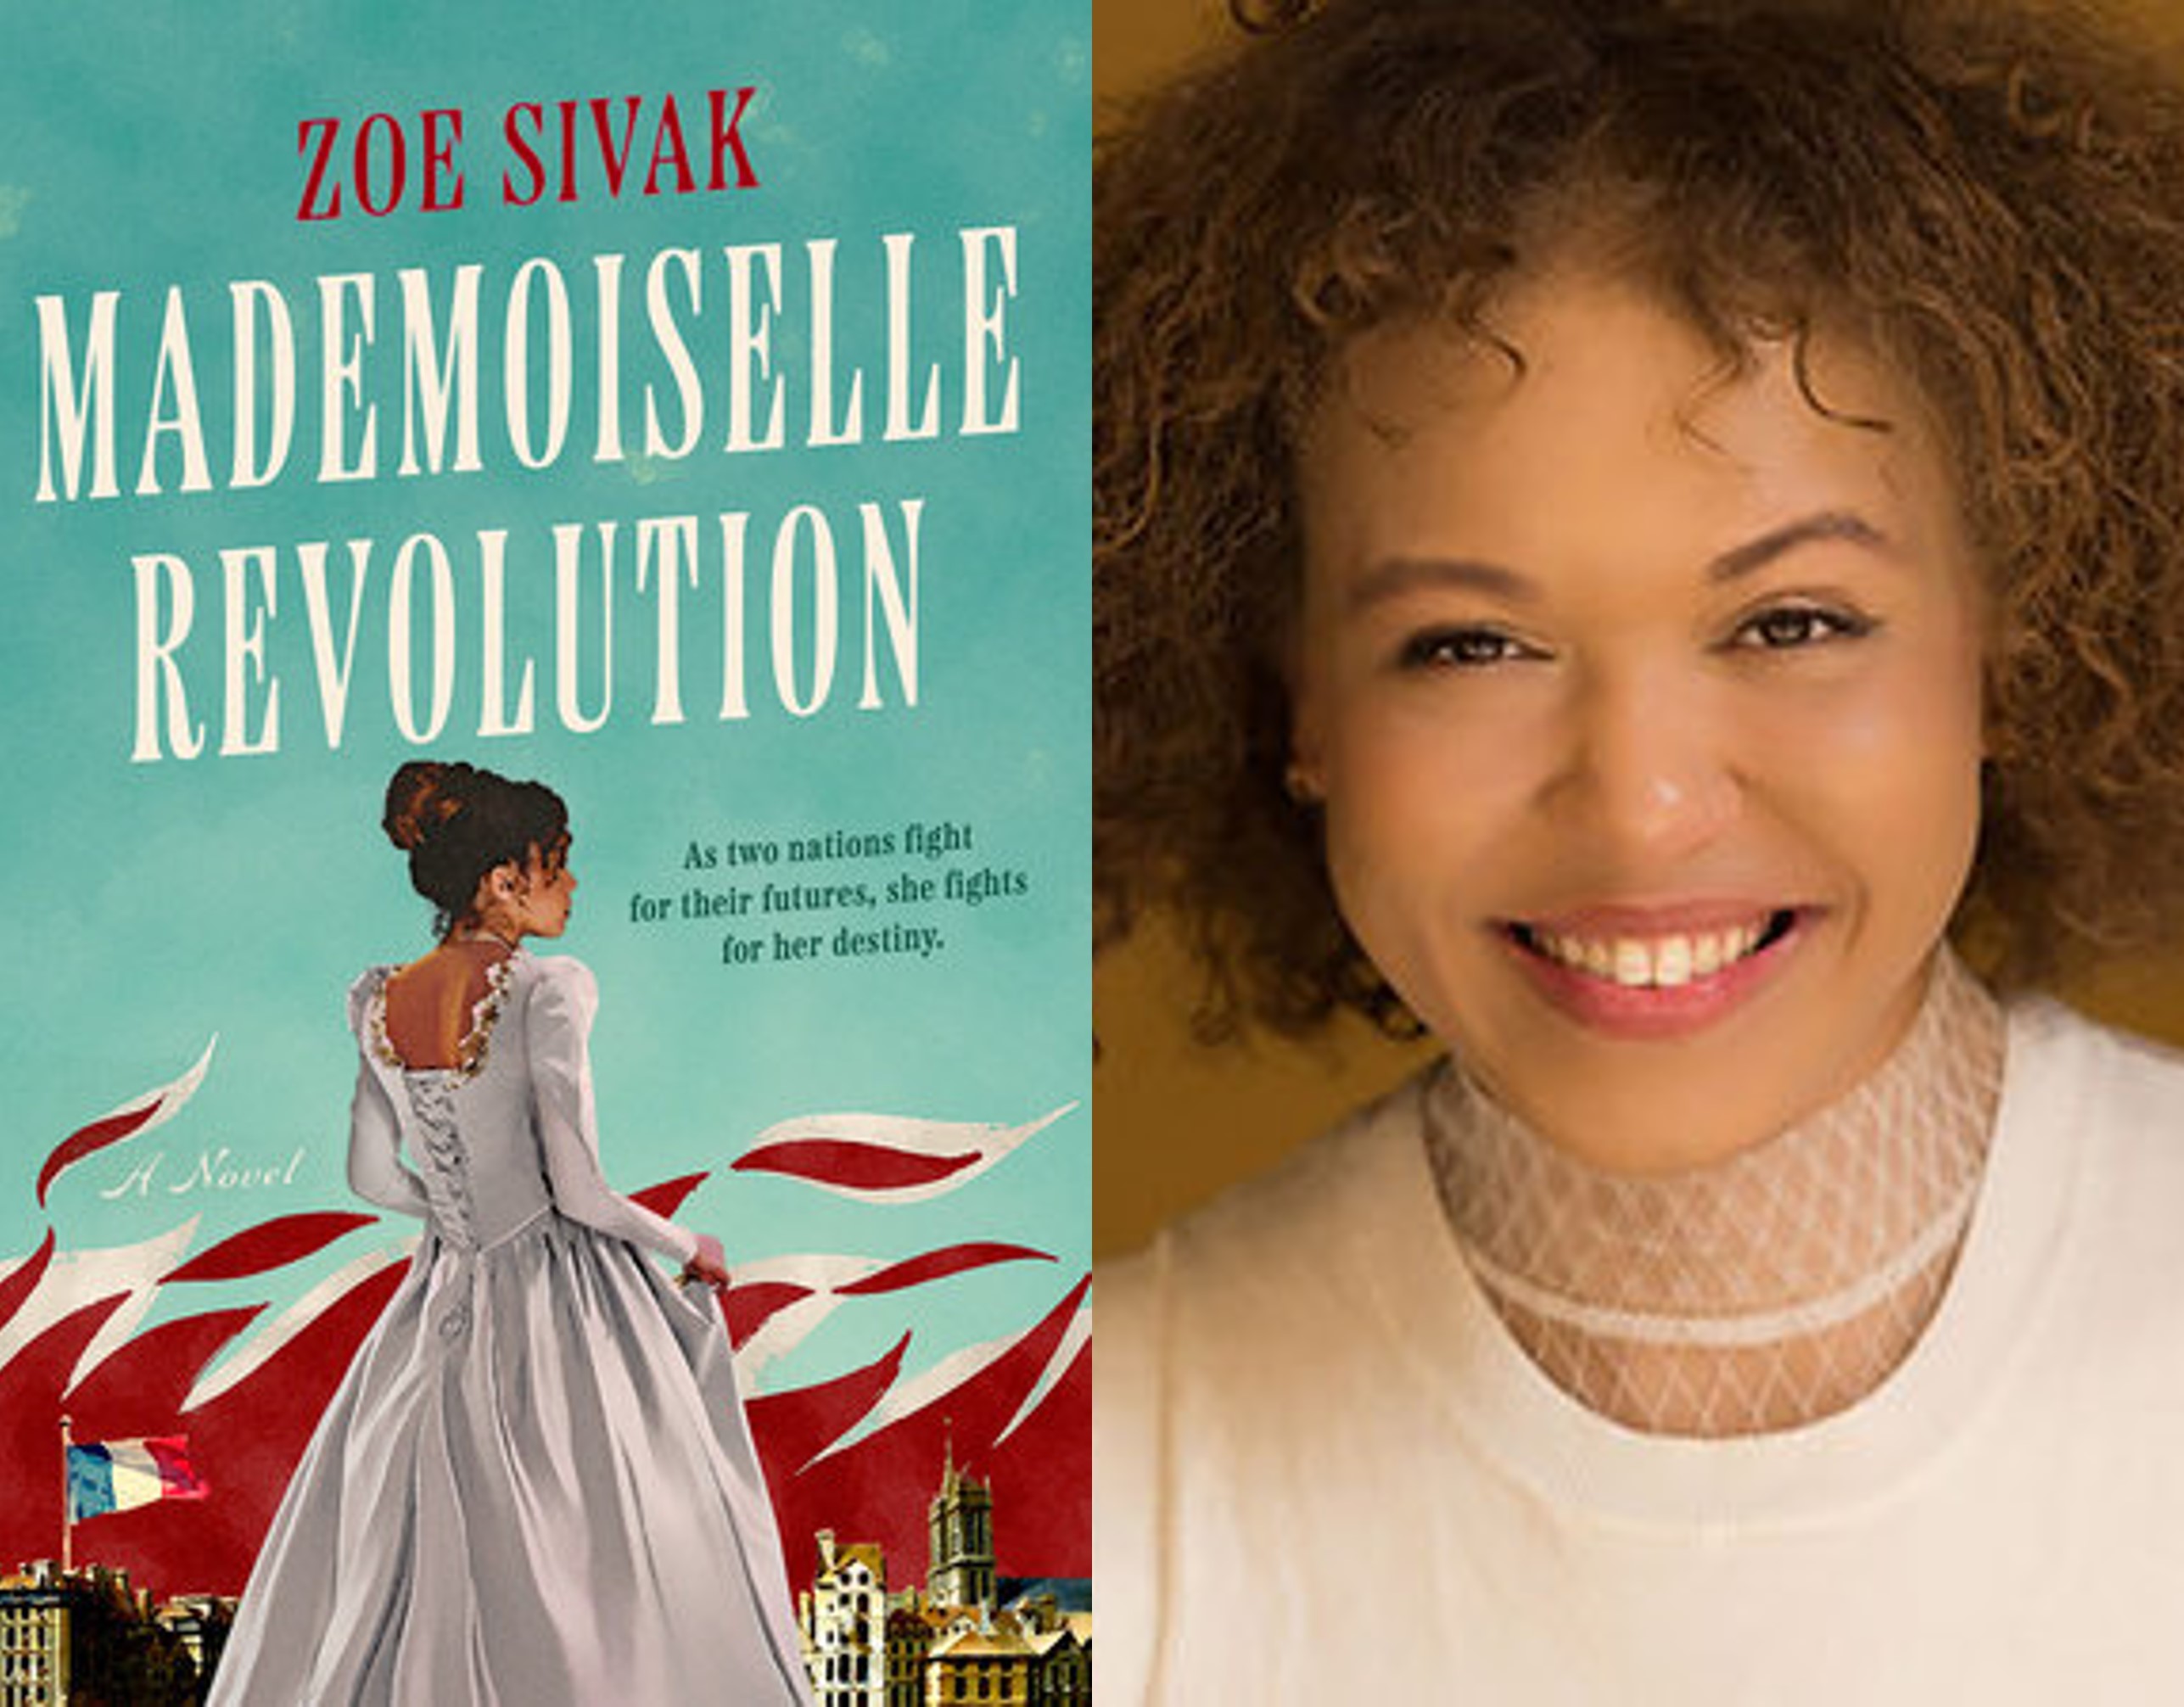 ZOE SIVAK
MADEMOISELLE
REVOLUTION
As two nations fight
for their futures, she fights
for her destiny.
A Novel